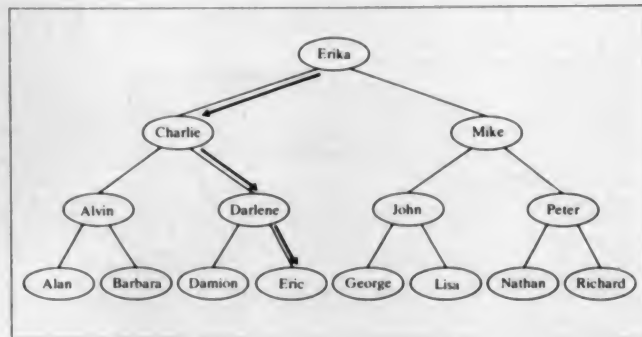 Erika
Charlie Mike
Alvin Darlene John Peter
Alan Barbara Damion Eric George Lisa Nathan Richard